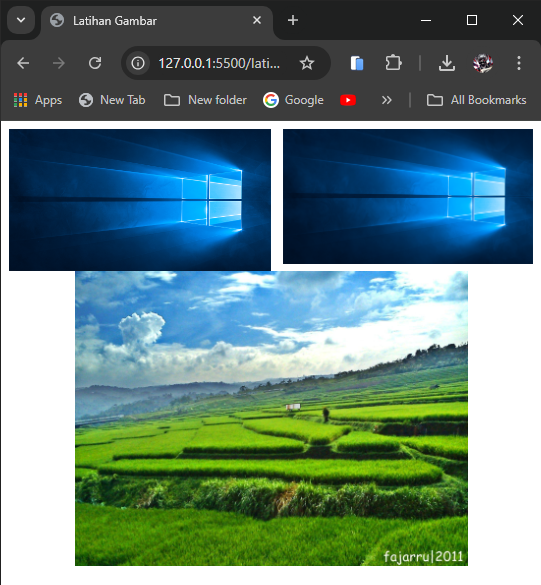 Latihan Gambar
127.0.0.1:5500/lati...
Apps
New Tab
New folder
Google
All Bookmarks
fajarru|2011